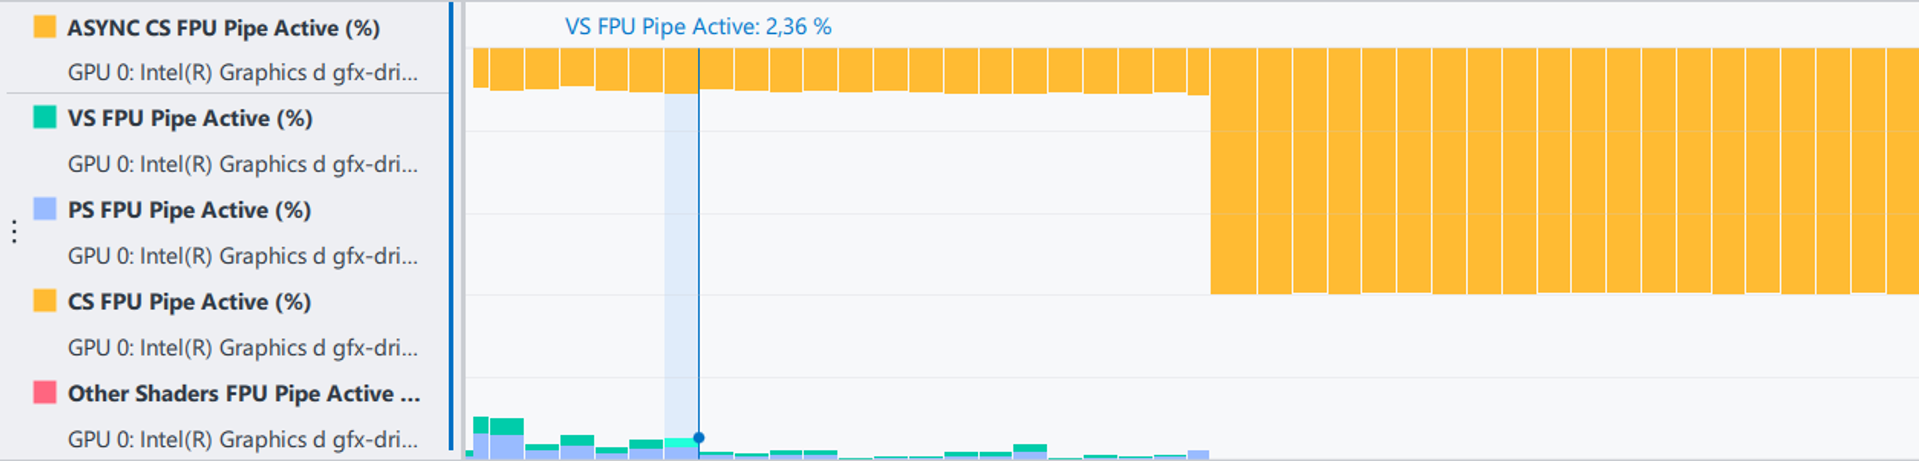 ASYNC CS FPU Pipe Active (%)
GPU 0: Intel(R) Graphics d gfx-dri...
VS FPU Pipe Active: 2,36 %
VS FPU Pipe Active (%)
GPU 0: Intel(R) Graphics d gfx-dri...
PS FPU Pipe Active (%)
GPU 0: Intel(R) Graphics d gfx-dri...
CS FPU Pipe Active (%)
GPU 0: Intel(R) Graphics d gfx-dri...
Other Shaders FPU Pipe Active ...
GPU 0: Intel(R) Graphics d gfx-dri...